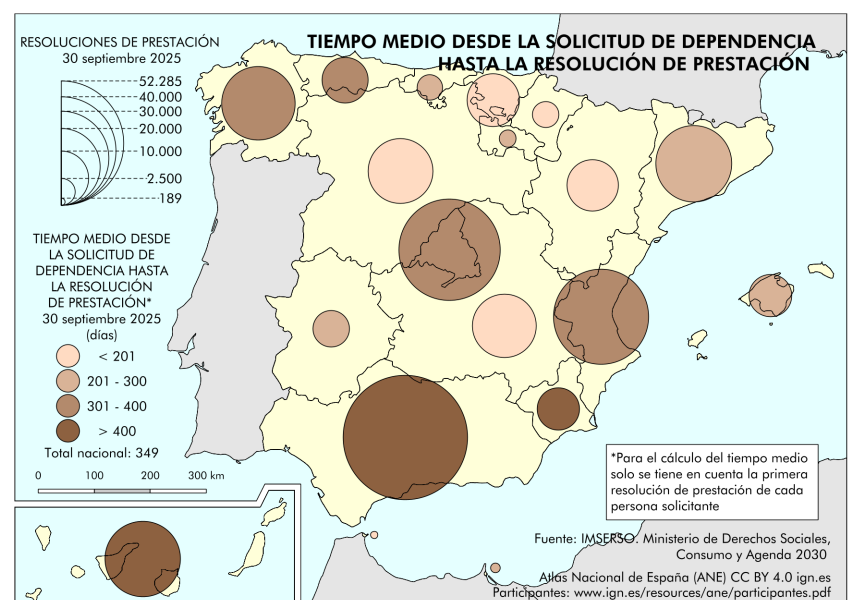 TIEMPO MEDIO DESDE LA SOLICITUD DE DEPENDENCIA
HASTA LA RESOLUCIÓN DE PRESTACIÓN
RESOLUCIONES DE PRESTACIÓN
30 septiembre 2025
52.285
40.000
30.000
20.000
10.000
2.500
189
TIEMPO MEDIO DESDE
LA SOLICITUD DE
DEPENDENCIA HASTA
LA RESOLUCIÓN
DE PRESTACIÓN*
30 septiembre 2025
(días)
< 201
201 - 300
301 - 400
> 400
Total nacional: 349
0 100 200 300 km
*Para el cálculo del tiempo medio
solo se tiene en cuenta la primera
resolución de prestación de cada
persona solicitante
Fuente: IMSERSO. Ministerio de Derechos Sociales,
Consumo y Agenda 2030
Atlas Nacional de España (ANE) CC BY 4.0 ign.es
Participantes: www.ign.es/resources/ane/participantes.pdf